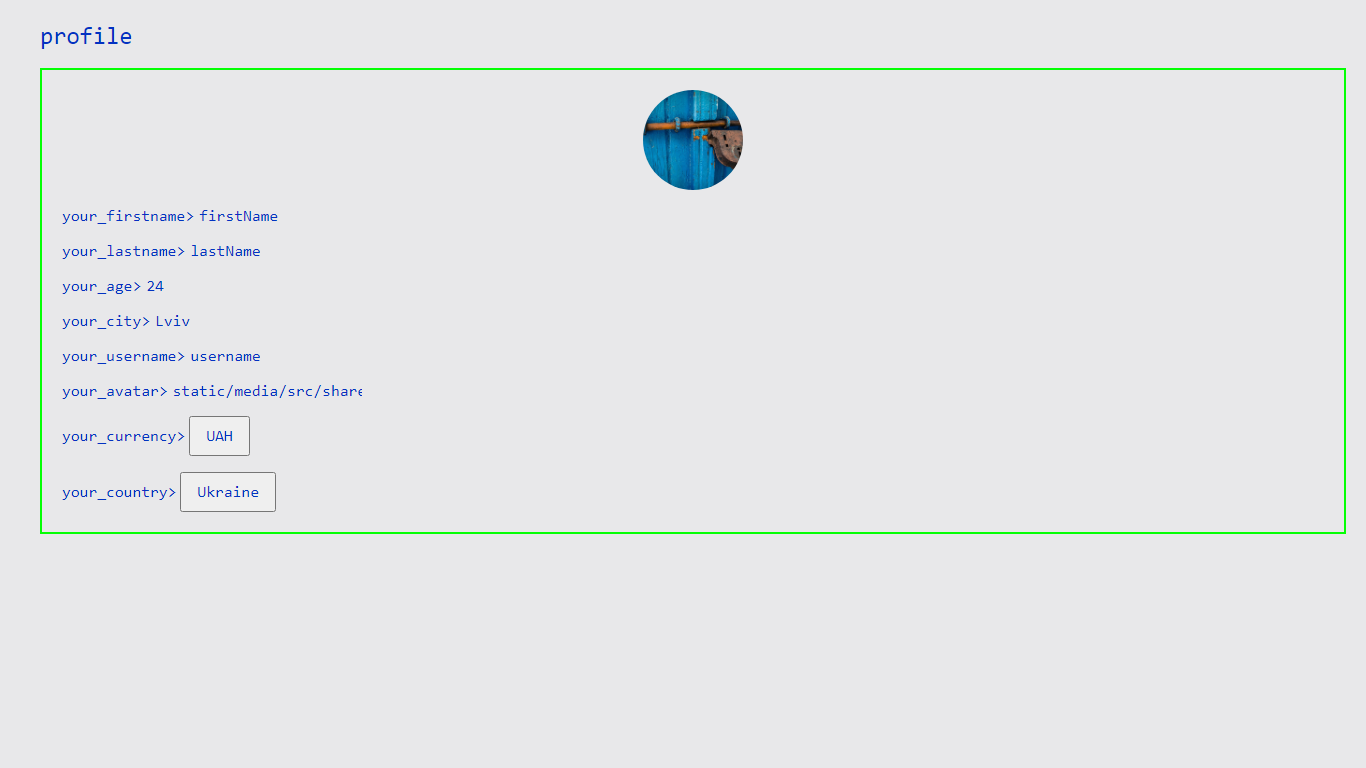 profile
your_firstname> firstName
your_lastname> lastName
your_age> 24
your_city> Lviv
your_username> username
your_avatar> static/media/src/share
your_currency> UAH
your_country> Ukraine